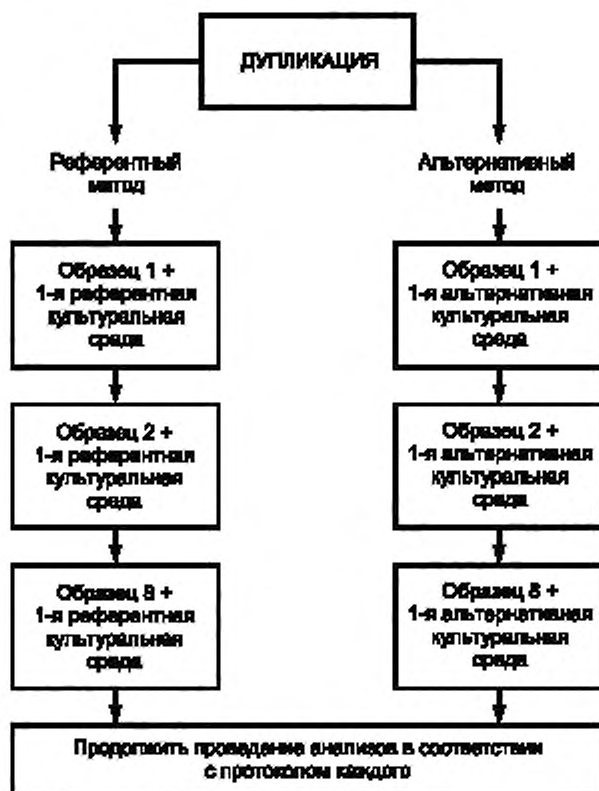 ДУПЛИКАЦИЯ
Референтный
метод
Альтернативный
метод
Образец 1 +
1-я референтная
культуральная
среда
Образец 1 +
1-я альтернативная
культуральная
среда
Образец 2 +
1-я референтная
культуральная
среда
Образец 2 +
1-я альтернативная
культуральная
среда
Образец 8 +
1-я референтная
культуральная
среда
Образец 8 +
1-я альтернативная
культуральная
среда
Продолжить проведение анализов в соответствии
с протоколом каждого